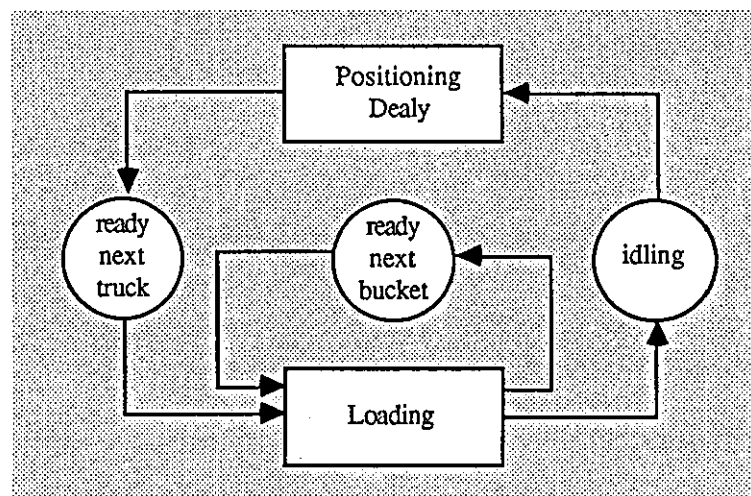 Positioning
Dealy
ready
next
truck
ready
next
bucket
idling
Loading